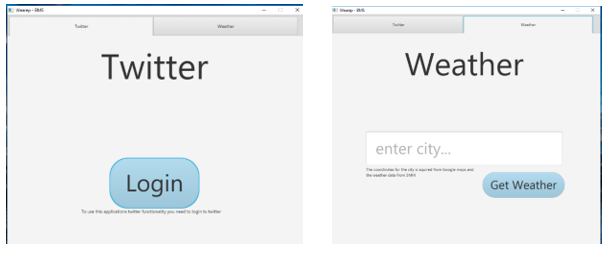 Twitter Weather
Twitter
Login
To use this applications twitter functionality you need to login to twitter
Twitter Weather
Weather
enter city...
The coordinates for the city is aquired from Google maps and
the weather data from SMHI
Get Weather